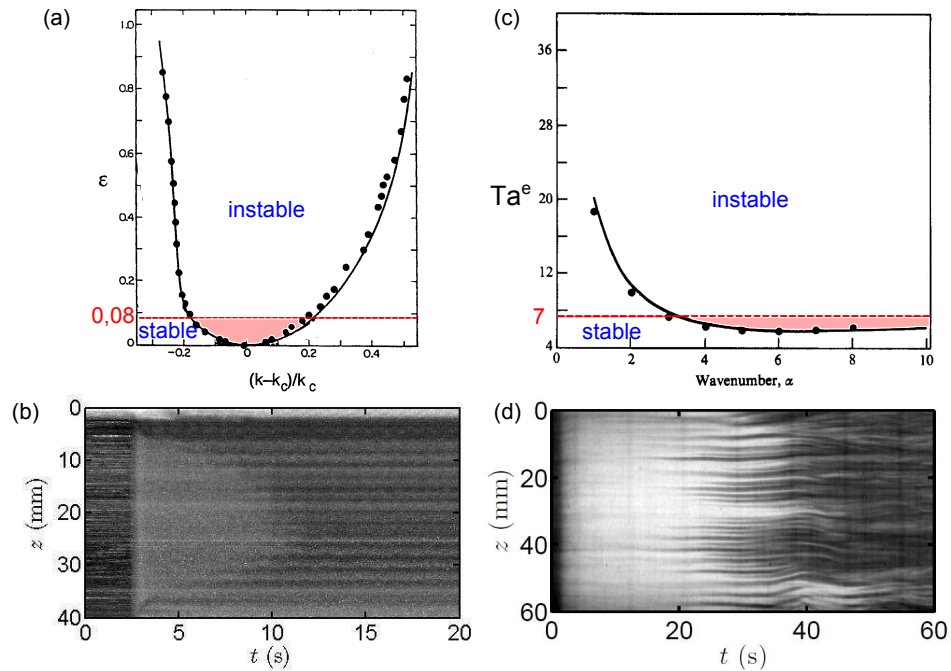 (a)
1.0
0.8
0.6
ε
0.4
0.2
0,08
0
instable
stable
−0.2 0 0.2 0.4
(k−k_c)/k_c
(c)
36
28
Ta^e
20
12
7
4
instable
stable
0 2 4 6 8 10
Wavenumber, α
(b)
0
10
20
30
40
z (mm)
0 5 10 15 20
t (s)
(d)
0
20
40
60
z (mm)
0 20 40 60
t (s)